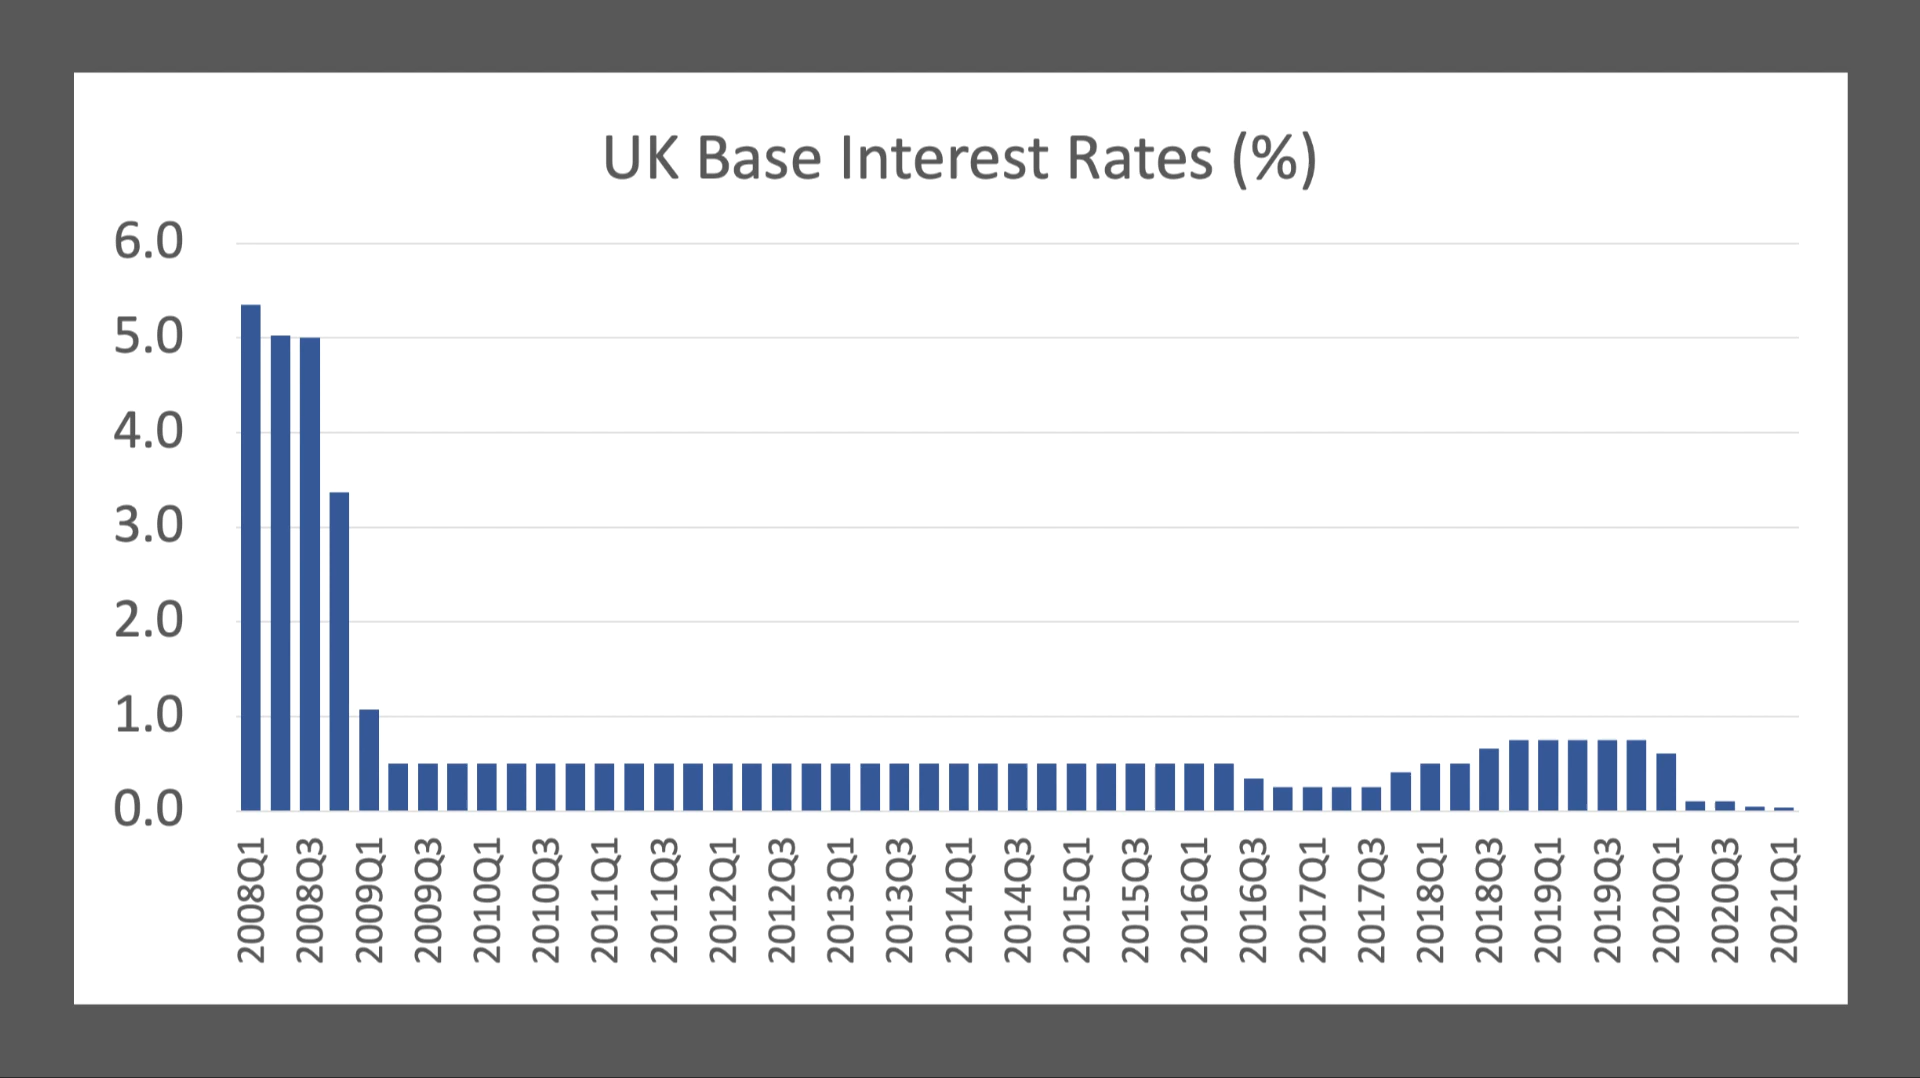 UK Base Interest Rates (%)
6.0
5.0
4.0
3.0
2.0
1.0
0.0
2008Q1
2008Q3
2009Q1
2009Q3
2010Q1
2010Q3
2011Q1
2011Q3
2012Q1
2012Q3
2013Q1
2013Q3
2014Q1
2014Q3
2015Q1
2015Q3
2016Q1
2016Q3
2017Q1
2017Q3
2018Q1
2018Q3
2019Q1
2019Q3
2020Q1
2020Q3
2021Q1